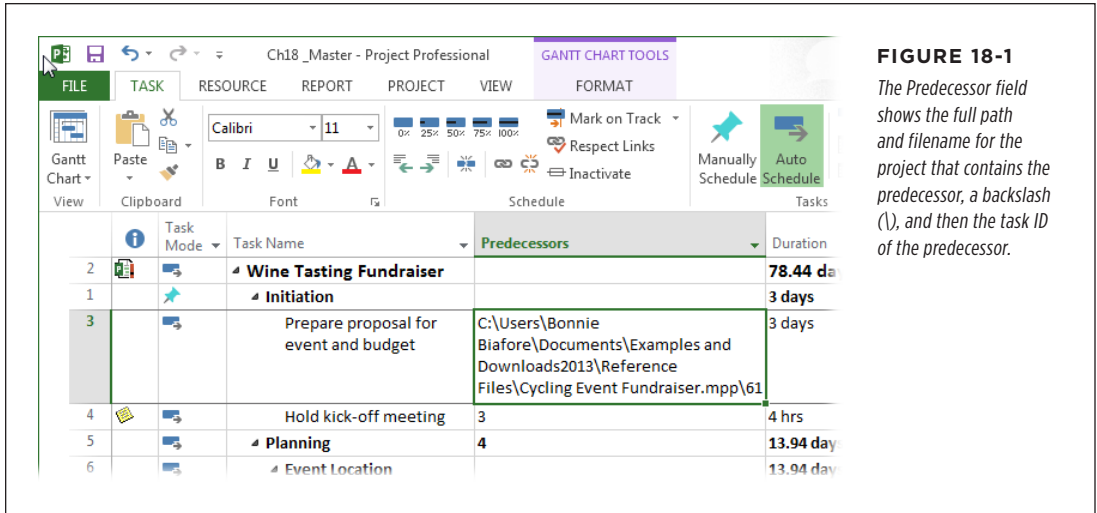 Ch18 _Master - Project Professional
GANTT CHART TOOLS
FILE TASK RESOURCE REPORT PROJECT VIEW FORMAT
Gantt
Chart
Paste
Calibri 11
B I U A
0% 25% 50% 75% 100%
Mark on Track
Respect Links
Inactivate
Manually
Schedule
Auto
Schedule
View Clipboard Font Schedule Tasks
Task
Mode
Task Name
Predecessors
Duration
2 Wine Tasting Fundraiser 78.44 da
1 Initiation 3 days
3 Prepare proposal for
event and budget
C:\Users\Bonnie
Biafore\Documents\Examples and
Downloads2013\Reference
Files\Cycling Event Fundraiser.mpp\61
3 days
4 Hold kick-off meeting 3 4 hrs
5 Planning 4 13.94 day
6 Event Location 13.94 day
FIGURE 18-1
The Predecessor field
shows the full path
and filename for the
project that contains the
predecessor, a backslash
(\), and then the task ID
of the predecessor.